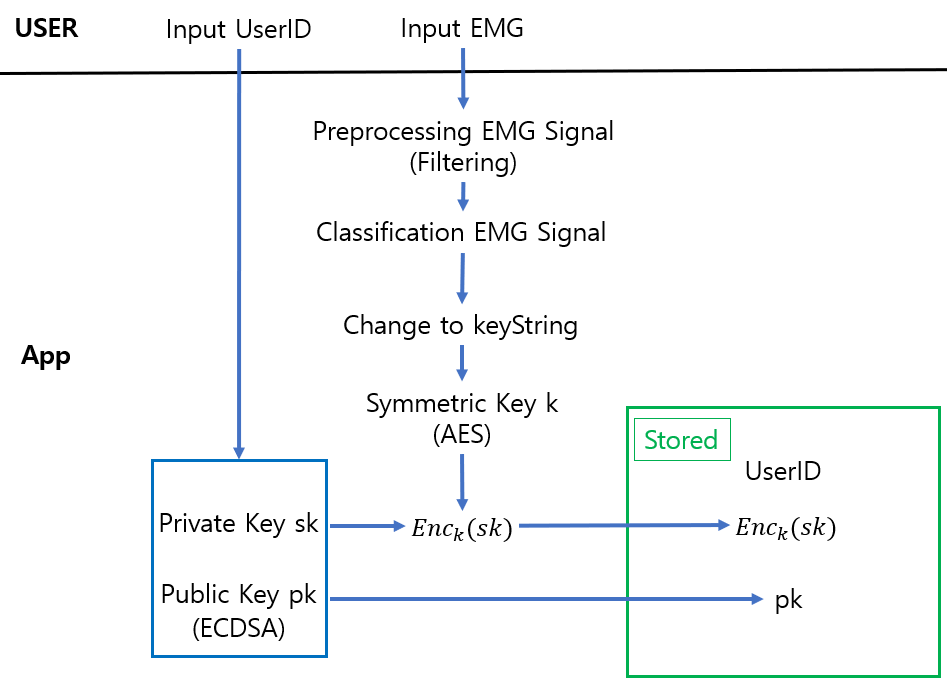 USER
Input UserID
Input EMG
Preprocessing EMG Signal
(Filtering)
Classification EMG Signal
Change to keyString
App
Symmetric Key k
(AES)
Stored
UserID
Private Key sk
Enc_k(sk)
Enc_k(sk)
Public Key pk
(ECDSA)
pk